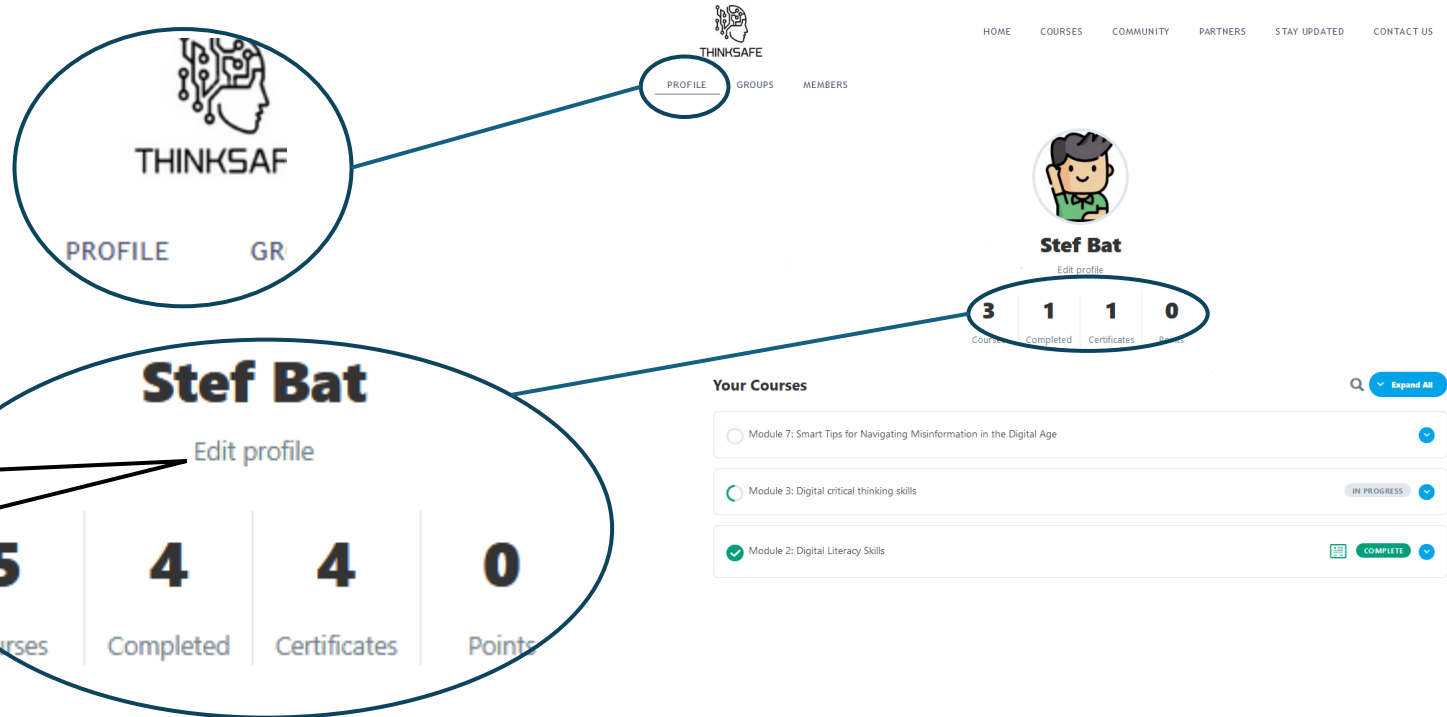 THINKSAFE
HOME COURSES COMMUNITY PARTNERS STAY UPDATED CONTACT US
PROFILE GROUPS MEMBERS
THINKSAF
PROFILE GR
Stef Bat
Edit profile
3 1 1 0
Courses Completed Certificates Points
Stef Bat
Edit profile
5 4 4 0
urses Completed Certificates Points
Your Courses
Expand All
Module 7: Smart Tips for Navigating Misinformation in the Digital Age
Module 3: Digital critical thinking skills IN PROGRESS
Module 2: Digital Literacy Skills COMPLETE